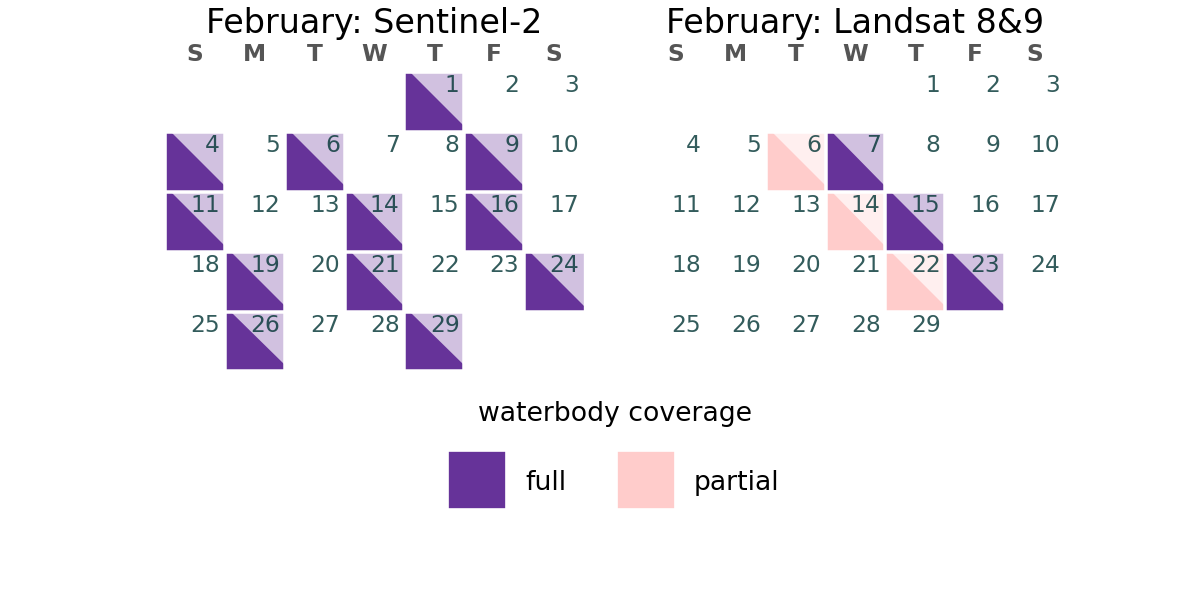 February: Sentinel-2
S M T W T F S
1 2 3
4 5 6 7 8 9 10
11 12 13 14 15 16 17
18 19 20 21 22 23 24
25 26 27 28 29
February: Landsat 8&9
S M T W T F S
1 2 3
4 5 6 7 8 9 10
11 12 13 14 15 16 17
18 19 20 21 22 23 24
25 26 27 28 29
waterbody coverage
full
partial